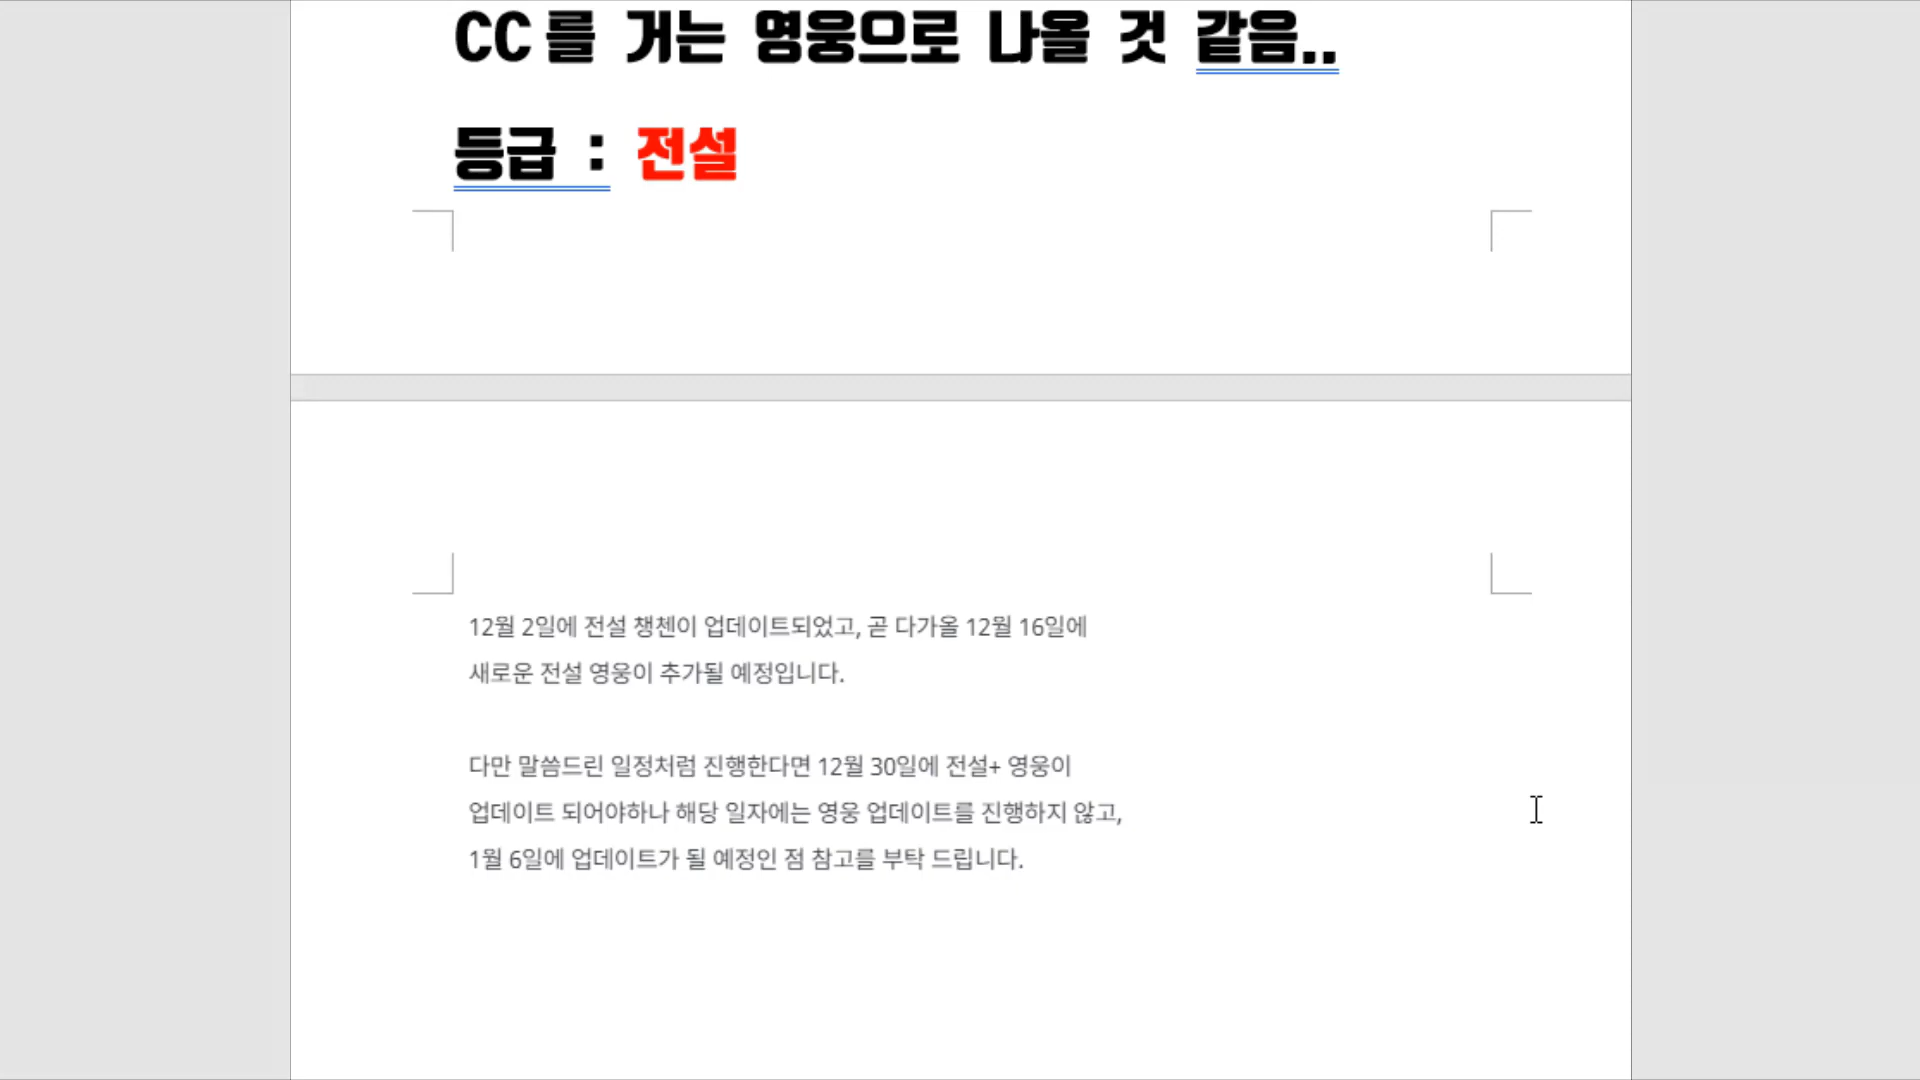 CC를 거는 영웅으로 나올 것 같음..
등급 : 전설
12월 2일에 전설 챙첸이 업데이트되었고, 곧 다가올 12월 16일에
새로운 전설 영웅이 추가될 예정입니다.
다만 말씀드린 일정처럼 진행한다면 12월 30일에 전설+ 영웅이
업데이트 되어야하나 해당 일자에는 영웅 업데이트를 진행하지 않고,
1월 6일에 업데이트가 될 예정인 점 참고를 부탁 드립니다.